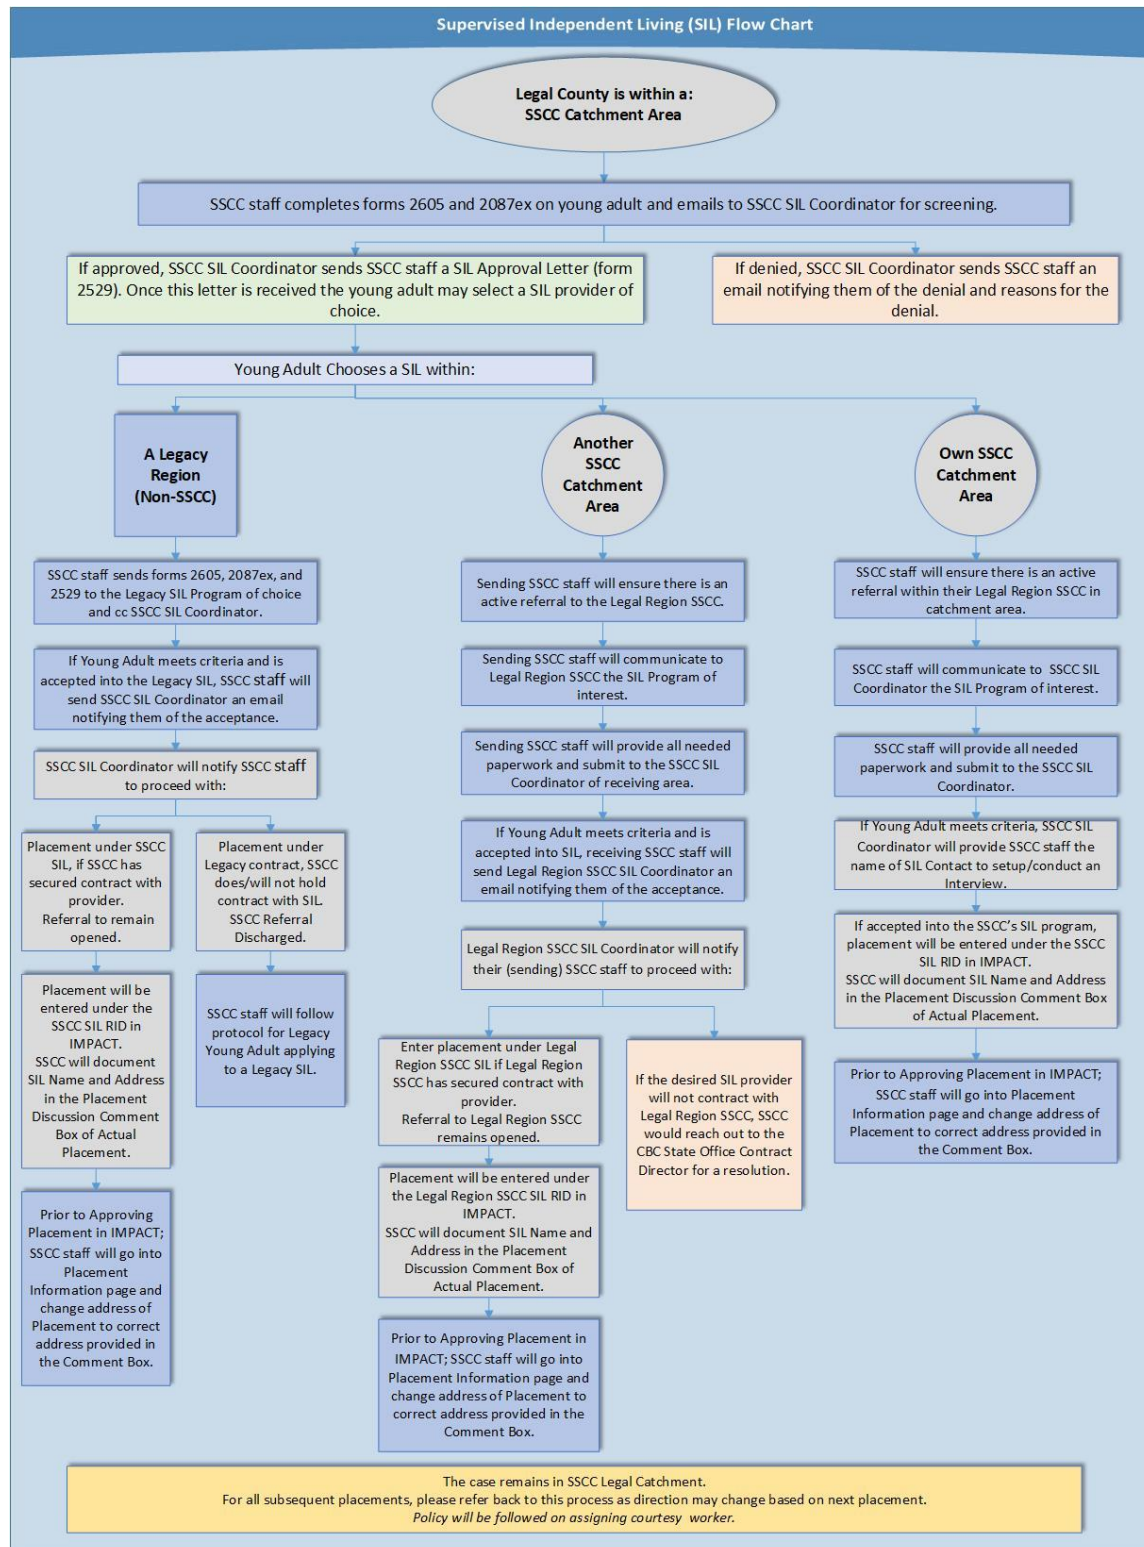 Supervised Independent Living (SIL) Flow Chart
Legal County is within a:
SSCC Catchment Area
SSCC staff completes forms 2605 and 2087ex on young adult and emails to SSCC SIL Coordinator for screening.
If approved, SSCC SIL Coordinator sends SSCC staff a SIL Approval Letter (form
2529). Once this letter is received the young adult may select a SIL provider of
choice.
If denied, SSCC SIL Coordinator sends SSCC staff an
email notifying them of the denial and reasons for the
denial.
Young Adult Chooses a SIL within:
A Legacy
Region
(Non-SSCC)
SSCC staff sends forms 2605, 2087ex, and
2529 to the Legacy SIL Program of choice
and cc SSCC SIL Coordinator.
If Young Adult meets criteria and is
accepted into the Legacy SIL, SSCC staff will
send SSCC SIL Coordinator an email
notifying them of the acceptance.
SSCC SIL Coordinator will notify SSCC staff
to proceed with:
Placement under SSCC
SIL, if SSCC has
secured contract with
provider.
Referral to remain
opened.
Placement will be
entered under the
SSCC SIL RID in
IMPACT.
SSCC will document
SIL Name and Address
in the Placement
Discussion Comment
Box of Actual
Placement.
Prior to Approving
Placement in IMPACT;
SSCC staff will go into
Placement
Information page and
change address of
Placement to correct
address provided in
the Comment Box.
Placement under
Legacy contract, SSCC
does/will not hold
contract with SIL.
SSCC Referral
Discharged.
SSCC staff will follow
protocol for Legacy
Young Adult applying
to a Legacy SIL.
Another
SSCC
Catchment
Area
Sending SSCC staff will ensure there is an
active referral to the Legal Region SSCC.
Sending SSCC staff will communicate to
Legal Region SSCC the SIL Program of
interest.
Sending SSCC staff will provide all needed
paperwork and submit to the SSCC SIL
Coordinator of receiving area.
If Young Adult meets criteria and is
accepted into SIL, receiving SSCC staff will
send Legal Region SSCC SIL Coordinator an
email notifying them of the acceptance.
Legal Region SSCC SIL Coordinator will notify
their (sending) SSCC staff to proceed with:
Enter placement under Legal
Region SSCC SIL if Legal Region
SSCC has secured contract with
provider.
Referral to Legal Region SSCC
remains opened.
Placement will be entered under
the Legal Region SSCC SIL RID in
IMPACT.
SSCC will document SIL Name and
Address in the Placement
Discussion Comment Box of
Actual Placement.
Prior to Approving Placement in
IMPACT; SSCC staff will go into
Placement Information page and
change address of Placement to
correct address provided in the
Comment Box.
If the desired SIL provider
will not contract with
Legal Region SSCC, SSCC
would reach out to the
CBC State Office Contract
Director for a resolution.
Own SSCC
Catchment
Area
SSCC staff will ensure there is an active
referral within their Legal Region SSCC in
catchment area.
SSCC staff will communicate to SSCC SIL
Coordinator the SIL Program of interest.
SSCC staff will provide all needed
paperwork and submit to the SSCC SIL
Coordinator.
If Young Adult meets criteria, SSCC SIL
Coordinator will provide SSCC staff the
name of SIL Contact to setup/conduct an
Interview.
If accepted into the SSCC's SIL program,
placement will be entered under the SSCC
SIL RID in IMPACT.
SSCC will document SIL Name and Address
in the Placement Discussion Comment Box
of Actual Placement.
Prior to Approving Placement in IMPACT;
SSCC staff will go into Placement
Information page and change address of
Placement to correct address provided in
the Comment Box.
The case remains in SSCC Legal Catchment.
For all subsequent placements, please refer back to this process as direction may change based on next placement.
Policy will be followed on assigning courtesy worker.